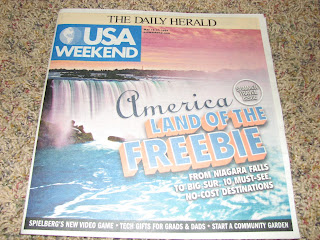 THE DAILY HERALD
USA
WEEKEND
America
LAND OF THE
FREEBIE
FROM NIAGARA FALLS
TO BIG SUR: 10 MUST-SEE,
NO-COST DESTINATIONS
SPIELBERG'S NEW VIDEO GAME • TECH GIFTS FOR GRADS & DADS • START A COMMUNITY GARDEN